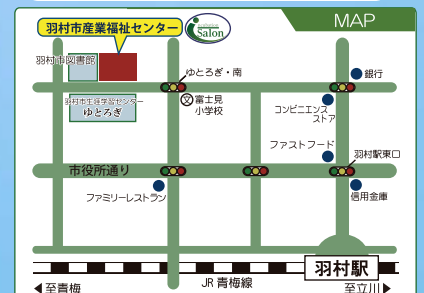 MAP
羽村市産業福祉センター
Salon
羽村市図書館
ゆとろぎ・南
銀行
羽村市生涯学習センター
ゆとろぎ
文
富士見
小学校
コンビニエンス
ストア
ファストフード
羽村駅東口
市役所通り
ファミリーレストラン
信用金庫
羽村駅
JR 青梅線
至青梅
至立川